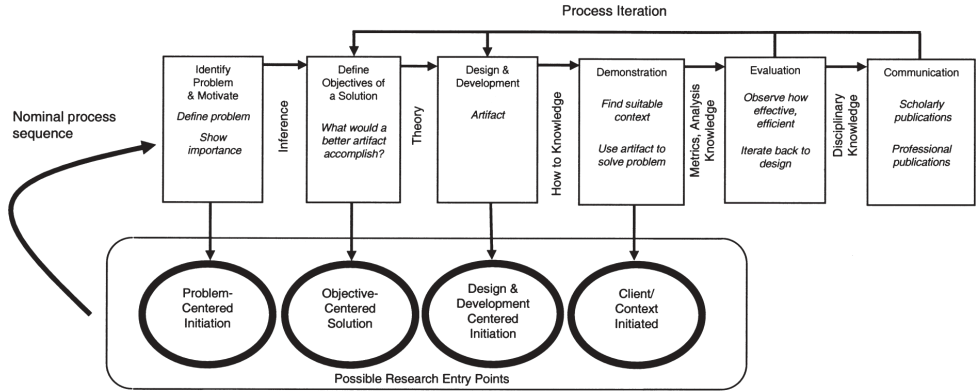 Process Iteration
Nominal process
sequence
Identify
Problem
& Motivate
Define problem
Show
importance
Inference
Define
Objectives of
a Solution
What would a
better artifact
accomplish?
Theory
Design &
Development
Artifact
How to Knowledge
Demonstration
Find suitable
context
Use artifact to
solve problem
Metrics, Analysis
Knowledge
Evaluation
Observe how
effective,
efficient
Iterate back to
design
Disciplinary
Knowledge
Communication
Scholarly
publications
Professional
publications
Problem-
Centered
Initiation
Objective-
Centered
Solution
Design &
Development
Centered
Initiation
Client/
Context
Initiated
Possible Research Entry Points